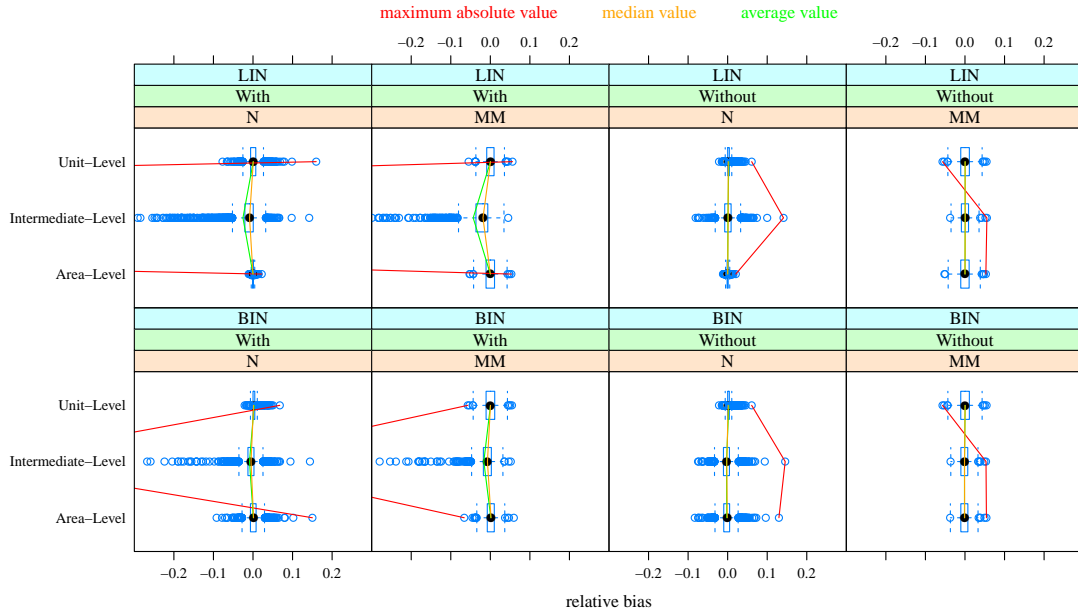 maximum absolute value median value average value
−0.2 −0.1 0.0 0.2 −0.2 −0.1 0.0 0.2
LIN LIN LIN LIN
With With Without Without
N MM N MM
Unit−Level
Intermediate−Level
Area−Level
BIN BIN BIN BIN
With With Without Without
N MM N MM
Unit−Level
Intermediate−Level
Area−Level
−0.2 −0.1 0.0 0.1 0.2 −0.2 −0.1 0.0 0.1 0.2
relative bias